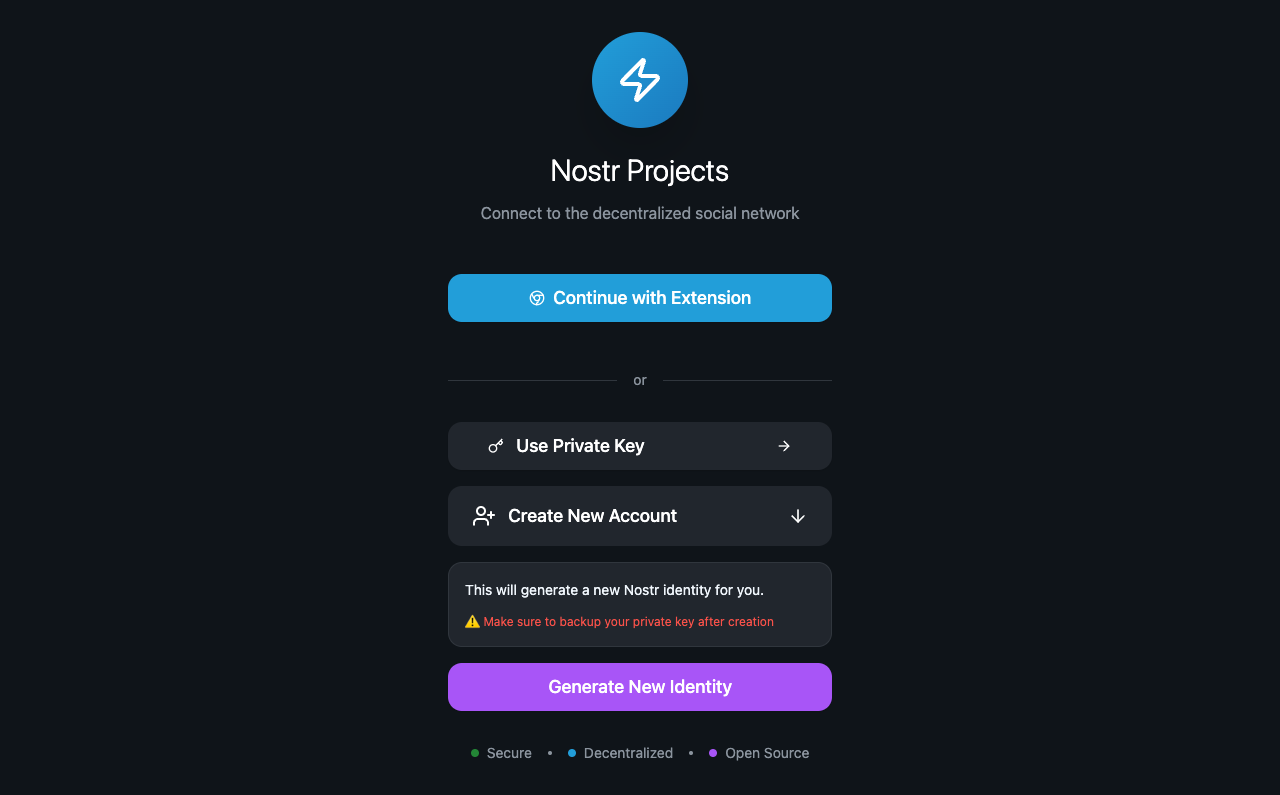 Nostr Projects
Connect to the decentralized social network
Continue with Extension
or
Use Private Key
Create New Account
This will generate a new Nostr identity for you.
⚠️ Make sure to backup your private key after creation
Generate New Identity
Secure • Decentralized • Open Source